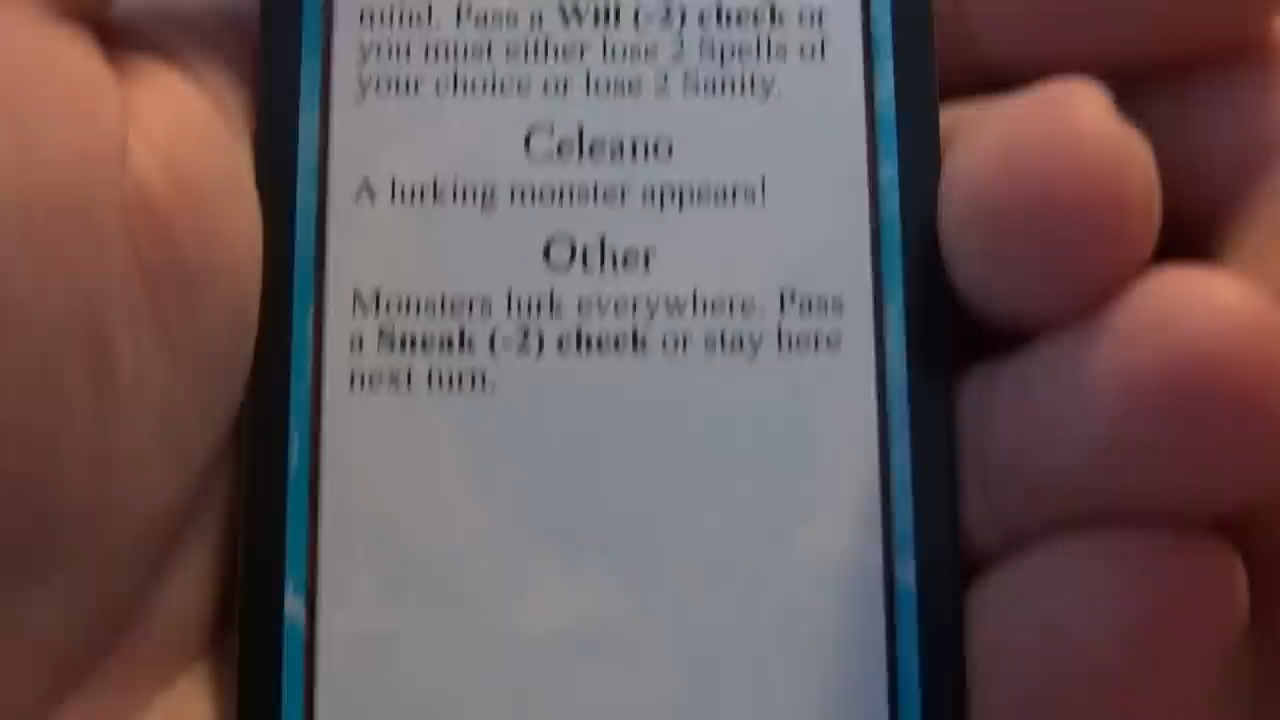 mind. Pass a Will (-2) check or
you must either lose 2 Spells of
your choice or lose 2 Sanity.
Celeano
A lurking monster appears!
Other
Monsters lurk everywhere. Pass
a Sneak (-2) check or stay here
next turn.